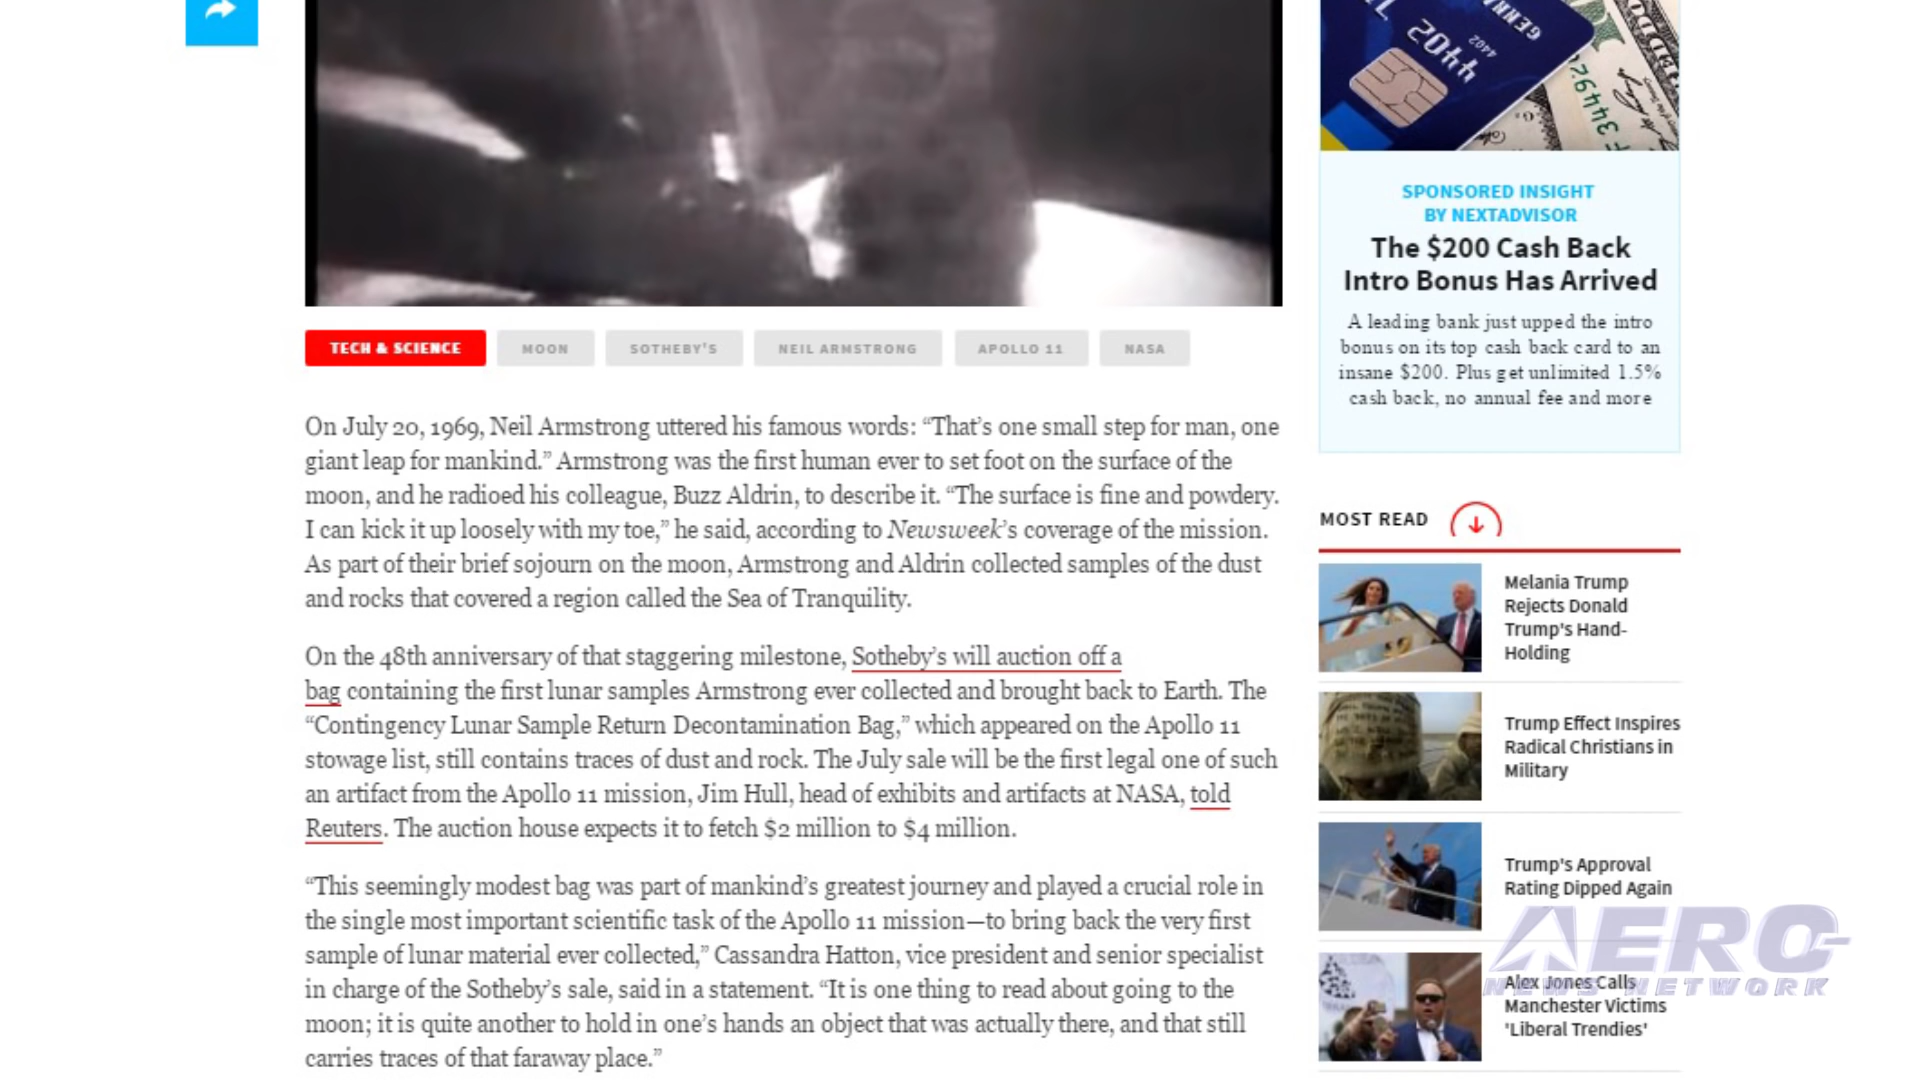 GENNA
4402
4402
TECH & SCIENCE
MOON
SOTHEBY'S
NEIL ARMSTRONG
APOLLO 11
NASA
On July 20, 1969, Neil Armstrong uttered his famous words: “That’s one small step for man, one
giant leap for mankind.” Armstrong was the first human ever to set foot on the surface of the
moon, and he radioed his colleague, Buzz Aldrin, to describe it. “The surface is fine and powdery.
I can kick it up loosely with my toe,” he said, according to Newsweek’s coverage of the mission.
As part of their brief sojourn on the moon, Armstrong and Aldrin collected samples of the dust
and rocks that covered a region called the Sea of Tranquility.
On the 48th anniversary of that staggering milestone, Sotheby’s will auction off a
bag containing the first lunar samples Armstrong ever collected and brought back to Earth. The
“Contingency Lunar Sample Return Decontamination Bag,” which appeared on the Apollo 11
stowage list, still contains traces of dust and rock. The July sale will be the first legal one of such
an artifact from the Apollo 11 mission, Jim Hull, head of exhibits and artifacts at NASA, told
Reuters. The auction house expects it to fetch $2 million to $4 million.
“This seemingly modest bag was part of mankind’s greatest journey and played a crucial role in
the single most important scientific task of the Apollo 11 mission—to bring back the very first
sample of lunar material ever collected,” Cassandra Hatton, vice president and senior specialist
in charge of the Sotheby’s sale, said in a statement. “It is one thing to read about going to the
moon; it is quite another to hold in one’s hands an object that was actually there, and that still
carries traces of that faraway place.”
SPONSORED INSIGHT
BY NEXTADVISOR
The $200 Cash Back
Intro Bonus Has Arrived
A leading bank just upped the intro
bonus on its top cash back card to an
insane $200. Plus get unlimited 1.5%
cash back, no annual fee and more
MOST READ
Melania Trump
Rejects Donald
Trump's Hand-
Holding
Trump Effect Inspires
Radical Christians in
Military
Trump's Approval
Rating Dipped Again
Alex Jones Calls
Manchester Victims
'Liberal Trendies'
AERO-
NEWS NETWORK